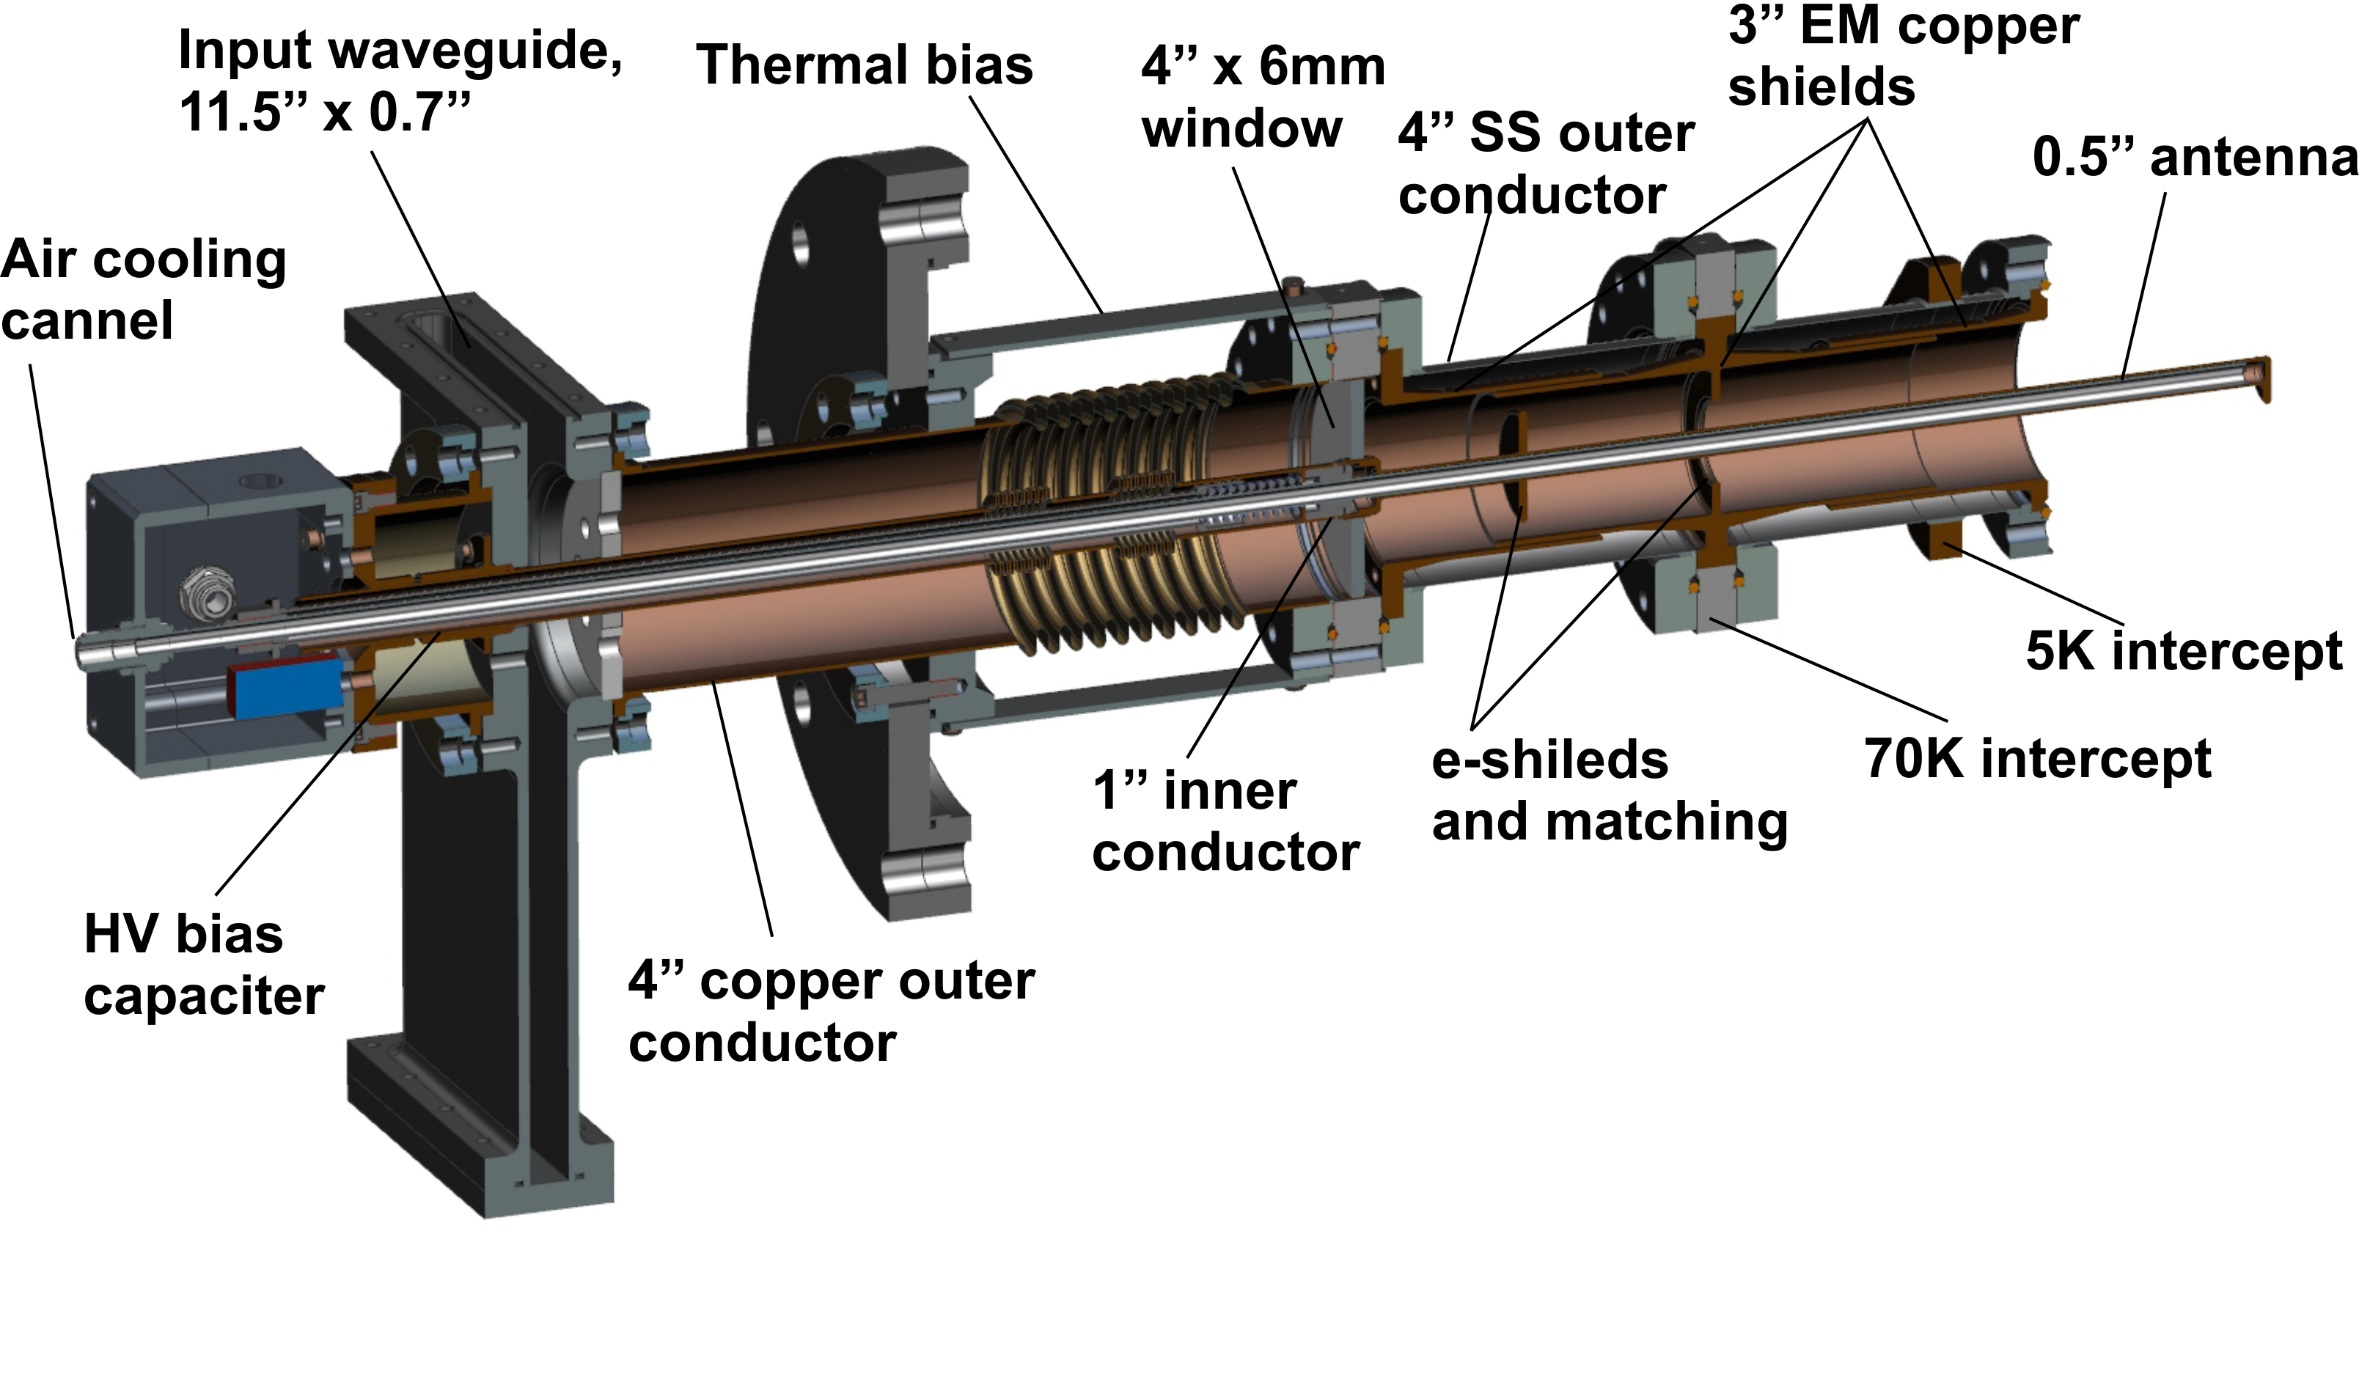 Input waveguide,
11.5” x 0.7”
Thermal bias
4” x 6mm
window
4” SS outer
conductor
3” EM copper
shields
0.5” antenna
Air cooling
cannel
5K intercept
70K intercept
e-shileds
and matching
1” inner
conductor
HV bias
capaciter
4” copper outer
conductor